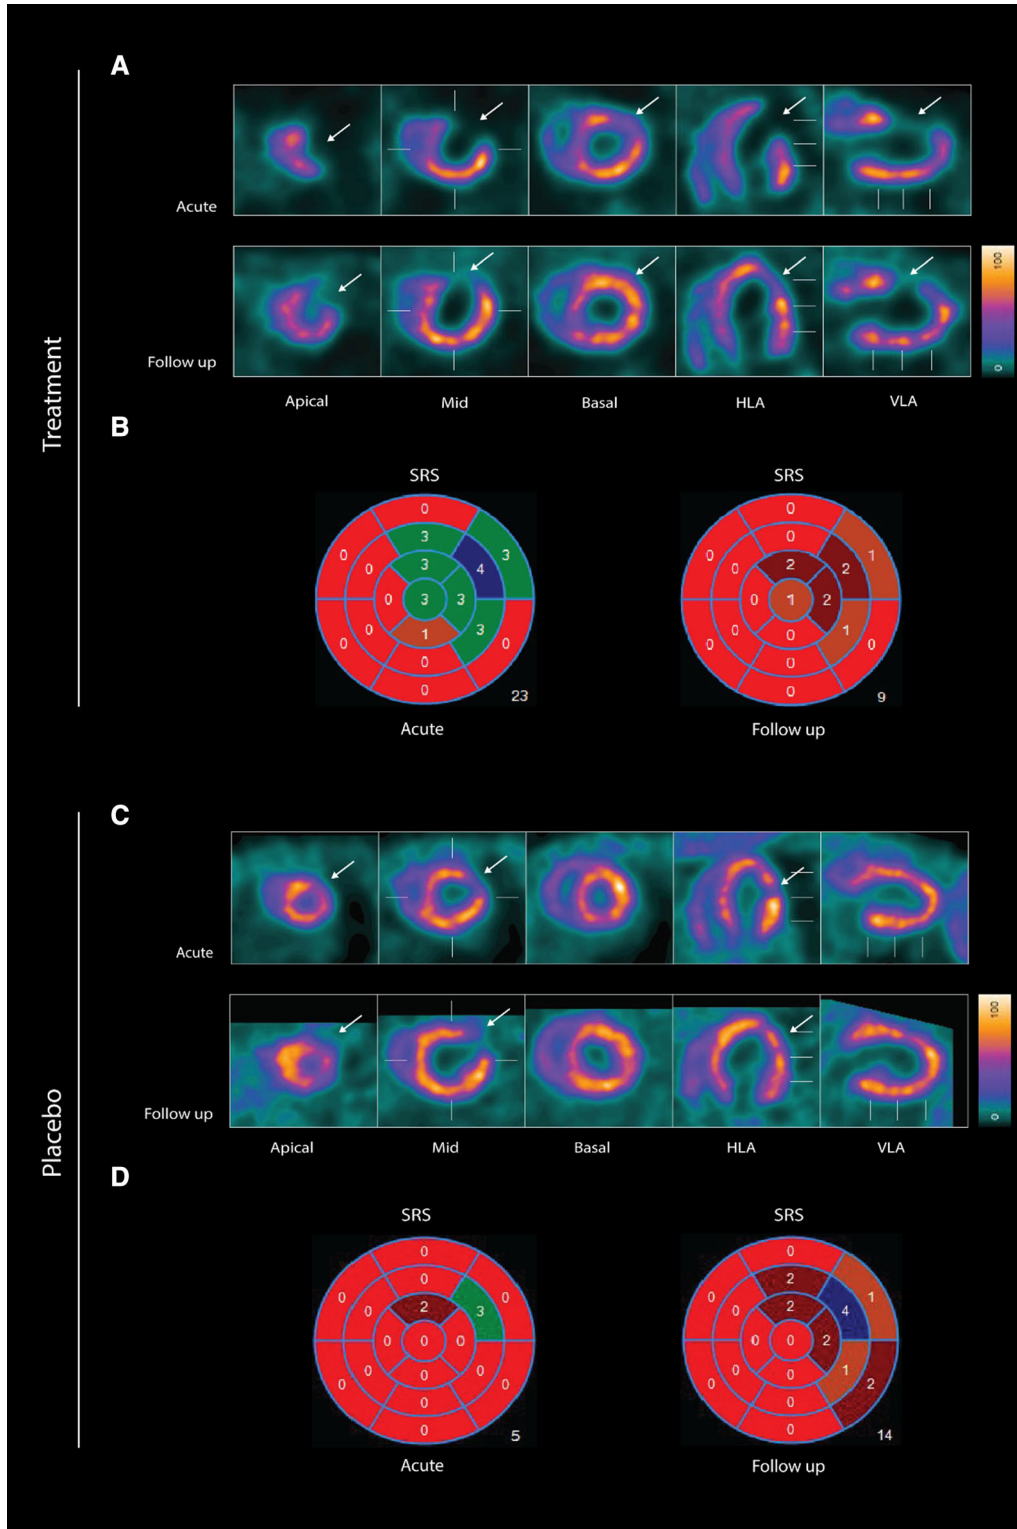 A
Acute
Follow up
100
0
Apical Mid Basal HLA VLA
Treatment
B
SRS SRS
0 0
3 0
0 3 0 1
3 2
0 4 0 2
0 3 3 0 1 2
0 1 3 0 0 1
0 0 0 0
0 0
0 0
23 9
Acute Follow up
C
Acute
Follow up
100
0
Apical Mid Basal HLA VLA
Placebo
D
SRS SRS
0 0
0 2
0 0 0 1
2 2
0 3 0 4
0 0 0 0 0 2
0 0 0 0 0 1
0 0 0 2
0 0
0 0
5 14
Acute Follow up